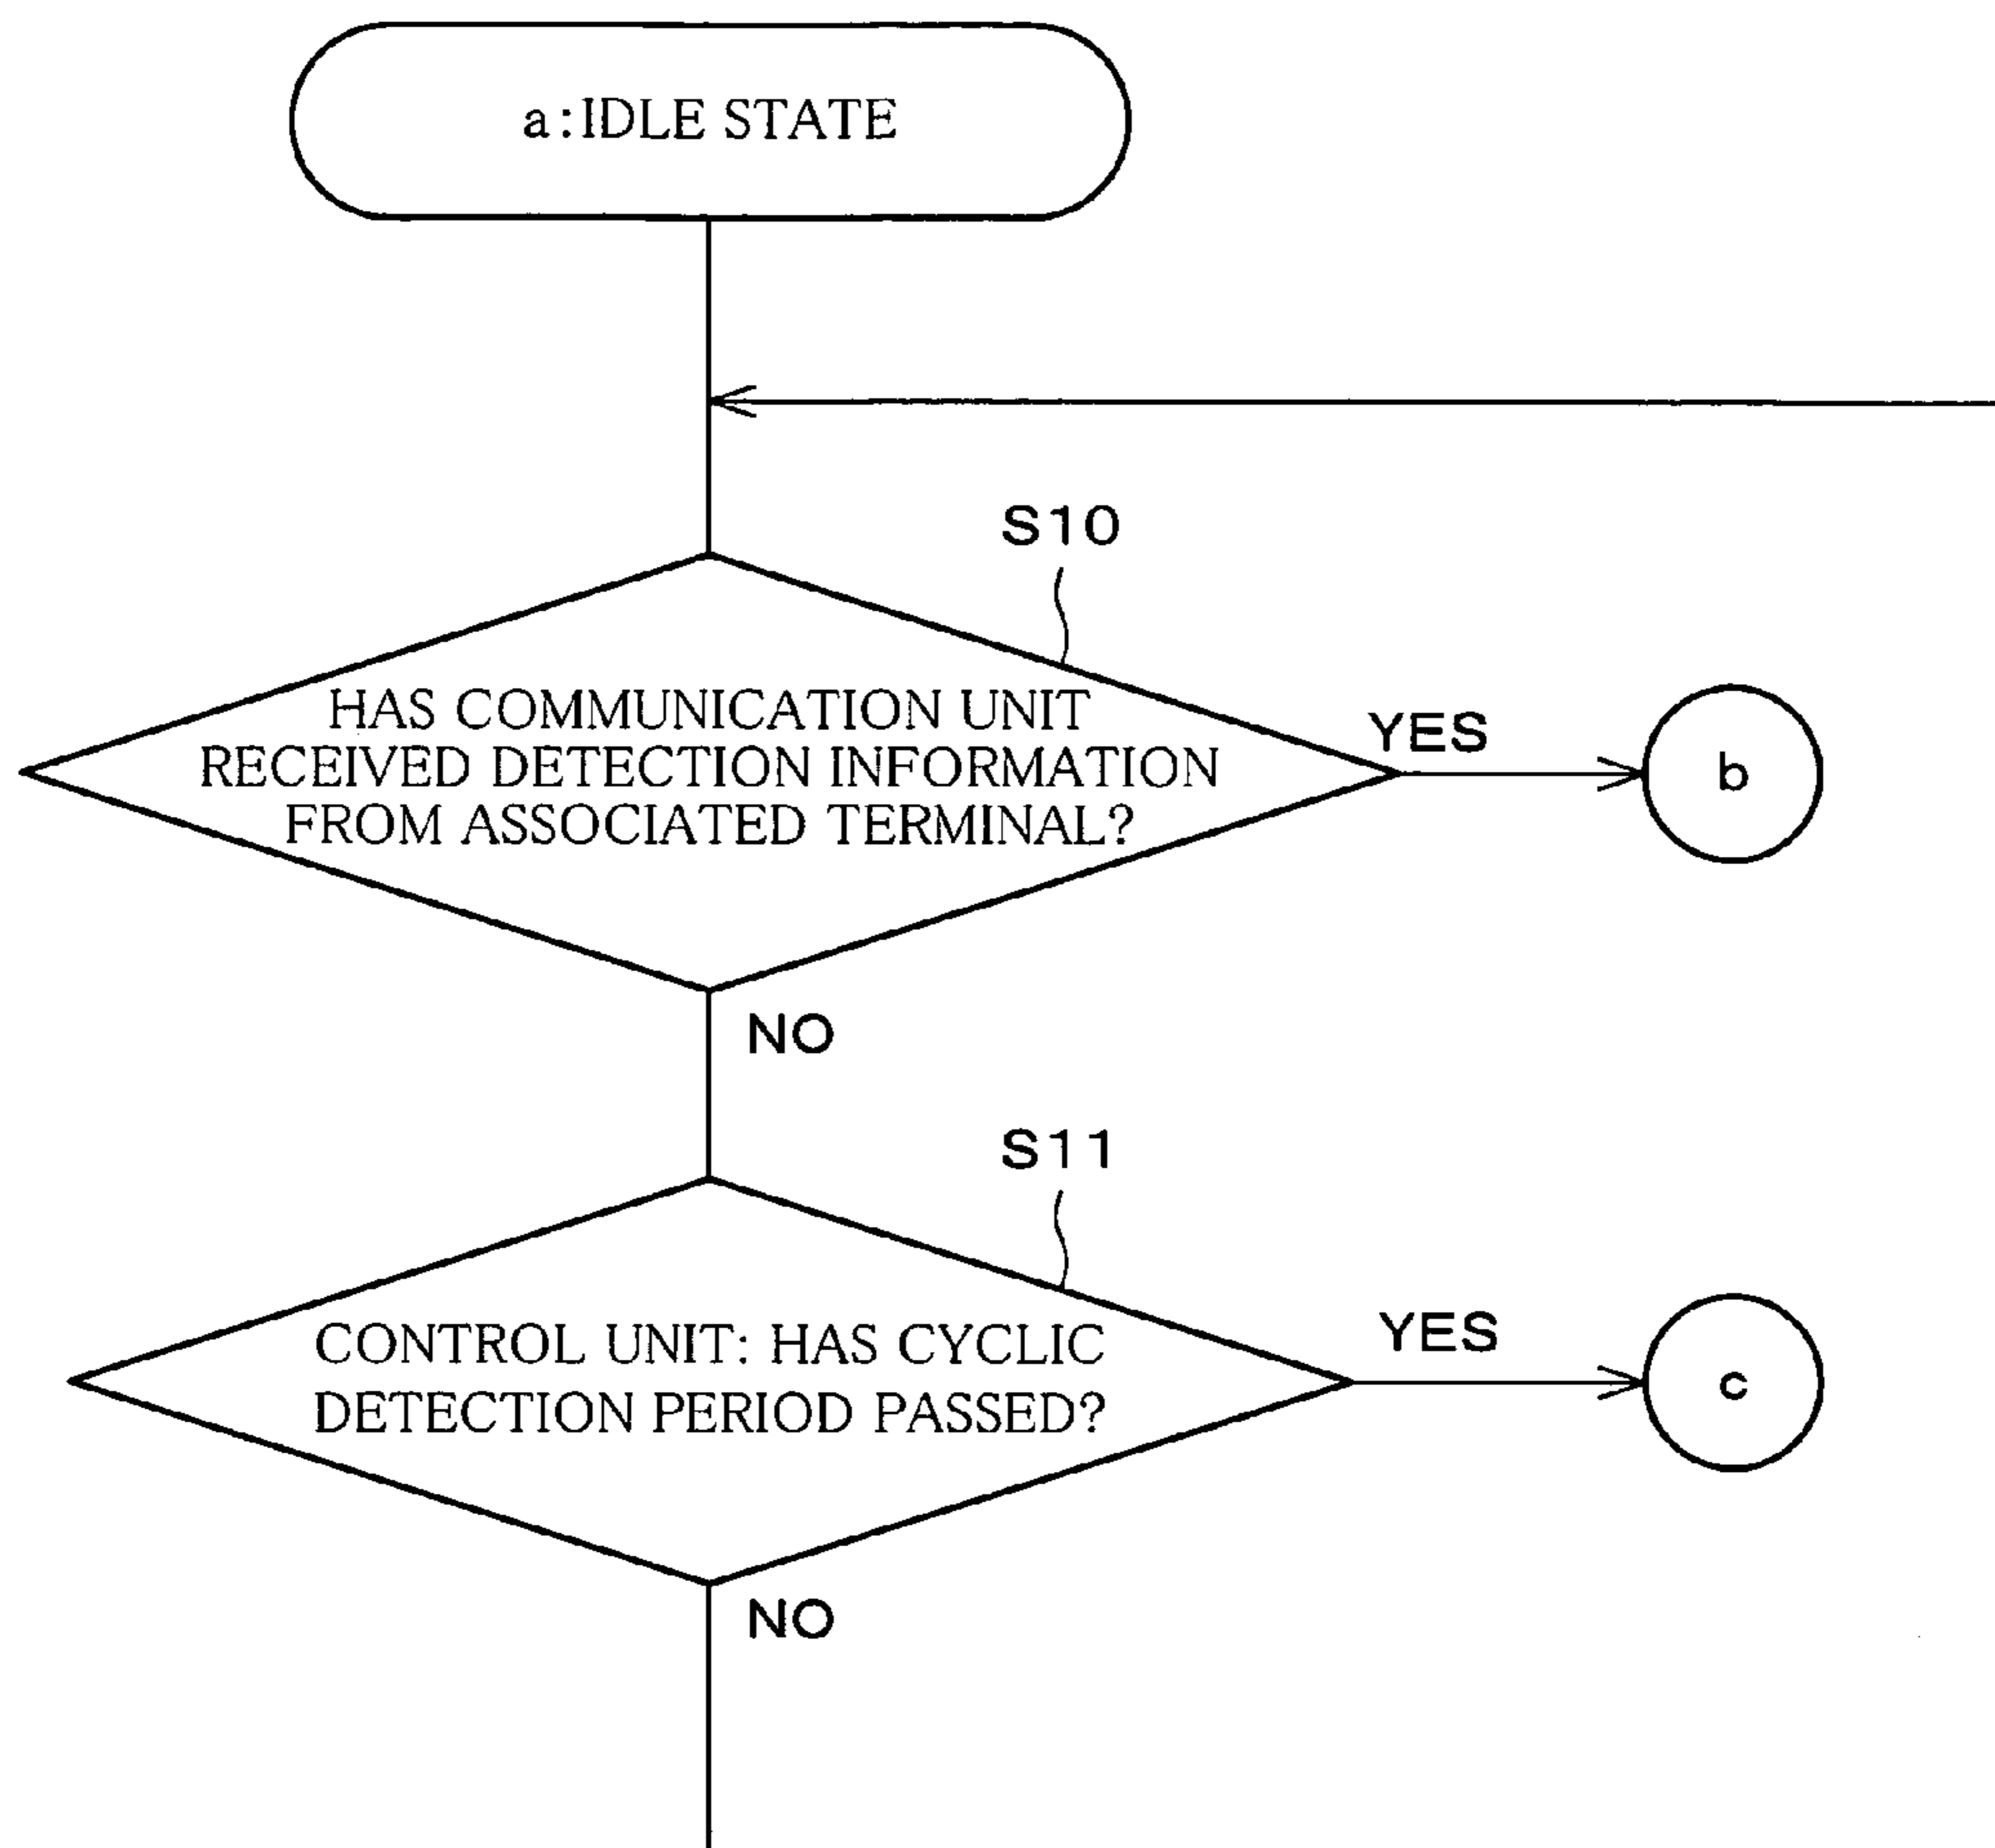 a:IDLE STATE
S10
HAS COMMUNICATION UNIT
RECEIVED DETECTION INFORMATION
FROM ASSOCIATED TERMINAL?
YES
b
NO
S11
CONTROL UNIT: HAS CYCLIC
DETECTION PERIOD PASSED?
YES
c
NO